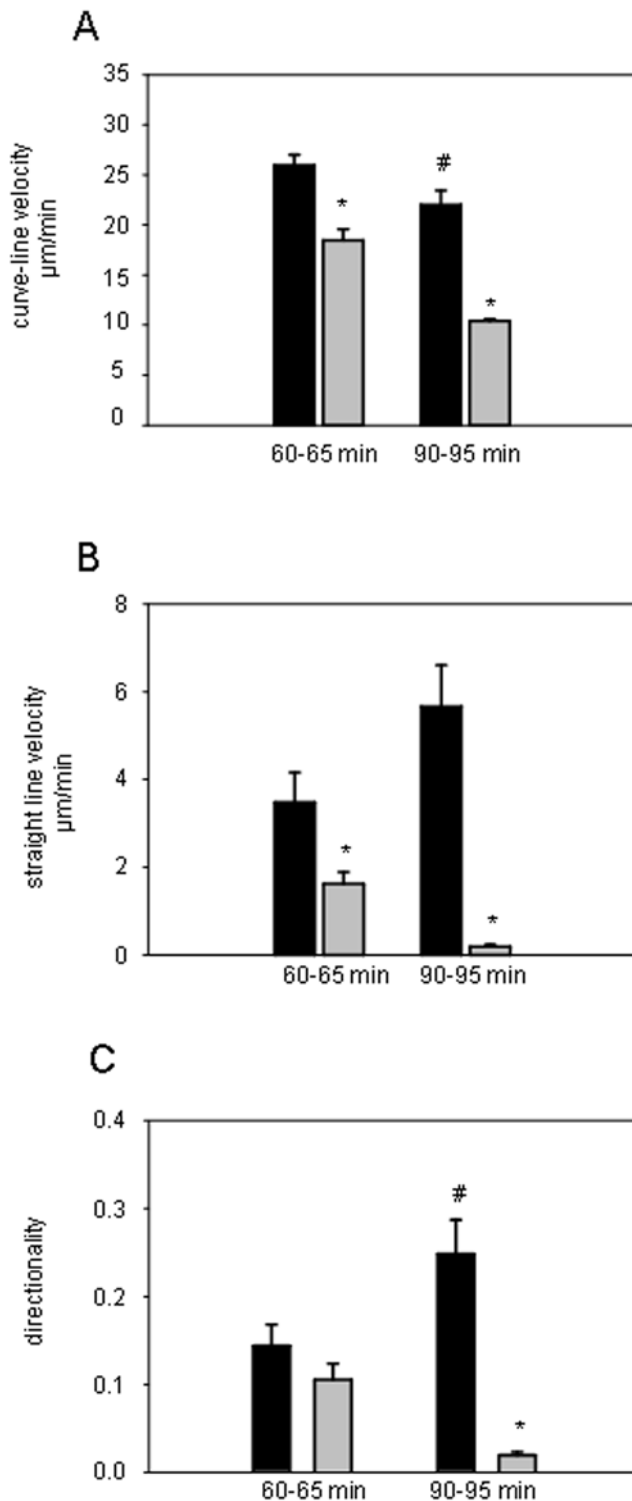 A
35
30
25
20
15
10
5
0
curve-line velocity
µm/min
#
*
*
60-65 min
90-95 min
B
8
6
4
2
0
straight line velocity
µm/min
*
*
60-65 min
90-95 min
C
0.4
0.3
0.2
0.1
0.0
directionality
#
*
60-65 min
90-95 min